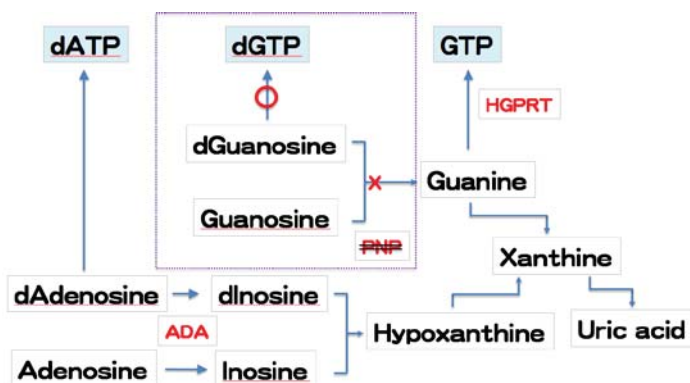 dATP
dGTP
GTP
HGPRT
dGuanosine
Guanine
Guanosine
PNP
Xanthine
dAdenosine
dInosine
ADA
Hypoxanthine
Uric acid
Adenosine
Inosine